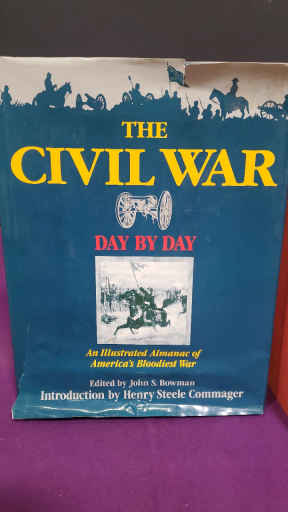 THE
CIVIL WAR
DAY BY DAY
An Illustrated Almanac of
America's Bloodiest War
Edited by John S. Bowman
Introduction by Henry Steele Commager